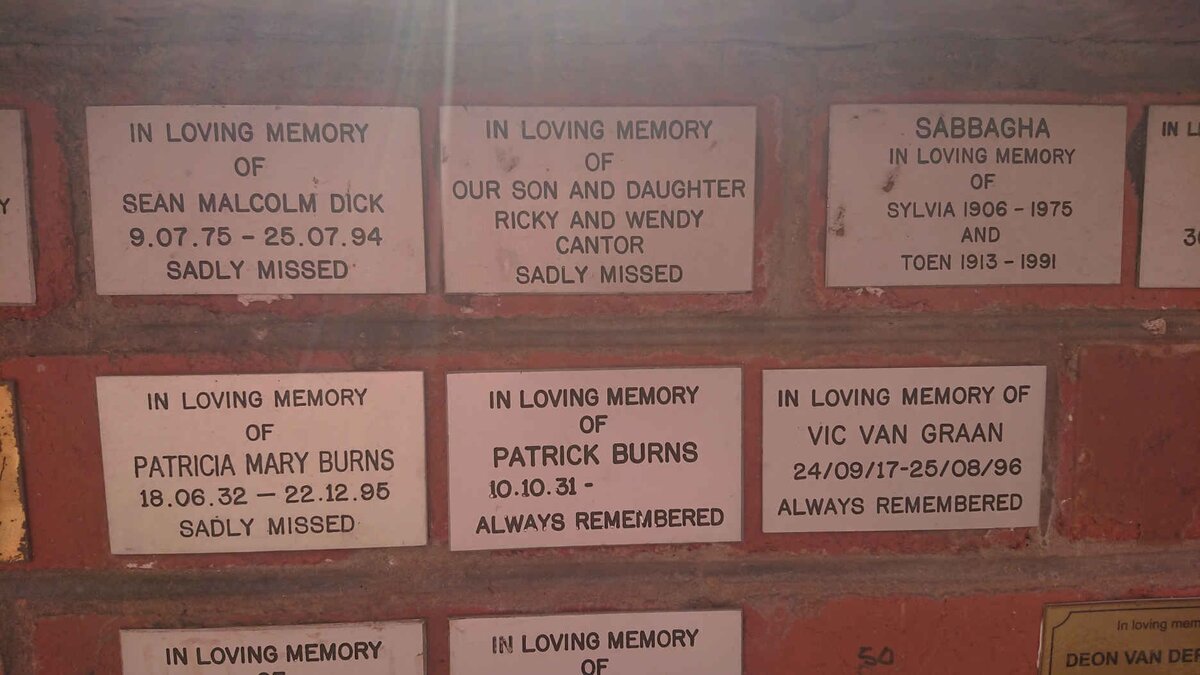 IN LOVING MEMORY
OF
SEAN MALCOLM DICK
9.07.75 - 25.07.94
SADLY MISSED
IN LOVING MEMORY
OF
OUR SON AND DAUGHTER
RICKY AND WENDY
CANTOR
SADLY MISSED
SABBAGHA
IN LOVING MEMORY
OF
SYLVIA 1906 - 1975
AND
TOEN 1913 - 1991
IN
IN LOVING MEMORY
OF
PATRICIA MARY BURNS
18.06.32 - 22.12.95
SADLY MISSED
IN LOVING MEMORY
OF
PATRICK BURNS
10.10.31 -
ALWAYS REMEMBERED
IN LOVING MEMORY OF
VIC VAN GRAAN
24/09/17-25/08/96
ALWAYS REMEMBERED
IN LOVING MEMORY
IN LOVING MEMORY
OF
50
In loving
DEON VAN